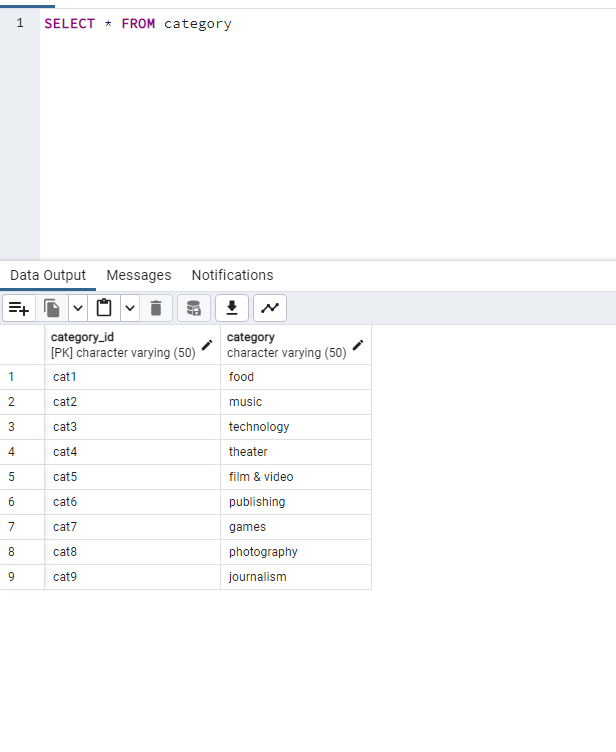 1 SELECT * FROM category
Data Output Messages Notifications
category_id category
[PK] character varying (50) character varying (50)
1 cat1 food
2 cat2 music
3 cat3 technology
4 cat4 theater
5 cat5 film & video
6 cat6 publishing
7 cat7 games
8 cat8 photography
9 cat9 journalism